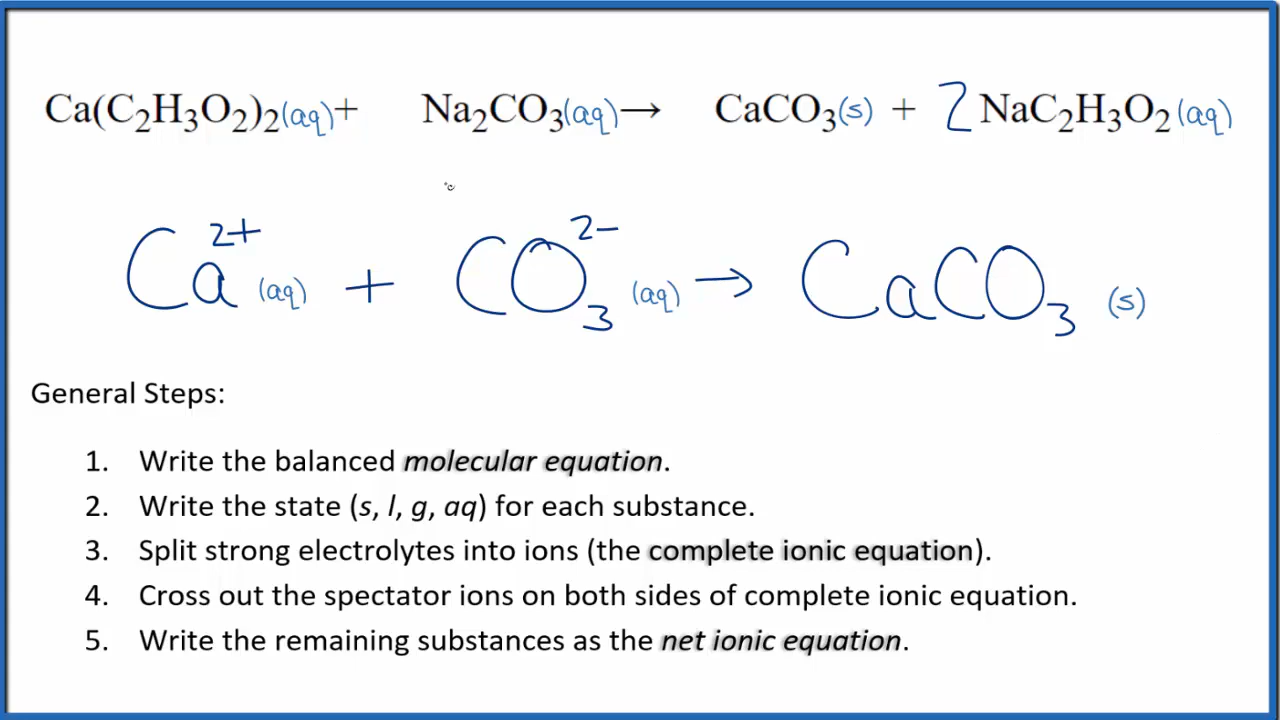 Ca(C₂H₃O₂)₂(aq)+ Na₂CO₃(aq)→ CaCO₃(s) + 2 NaC₂H₃O₂(aq)
Ca²⁺(aq) + CO₃²⁻(aq) → CaCO₃(s)
General Steps:
1. Write the balanced molecular equation.
2. Write the state (s, l, g, aq) for each substance.
3. Split strong electrolytes into ions (the complete ionic equation).
4. Cross out the spectator ions on both sides of complete ionic equation.
5. Write the remaining substances as the net ionic equation.